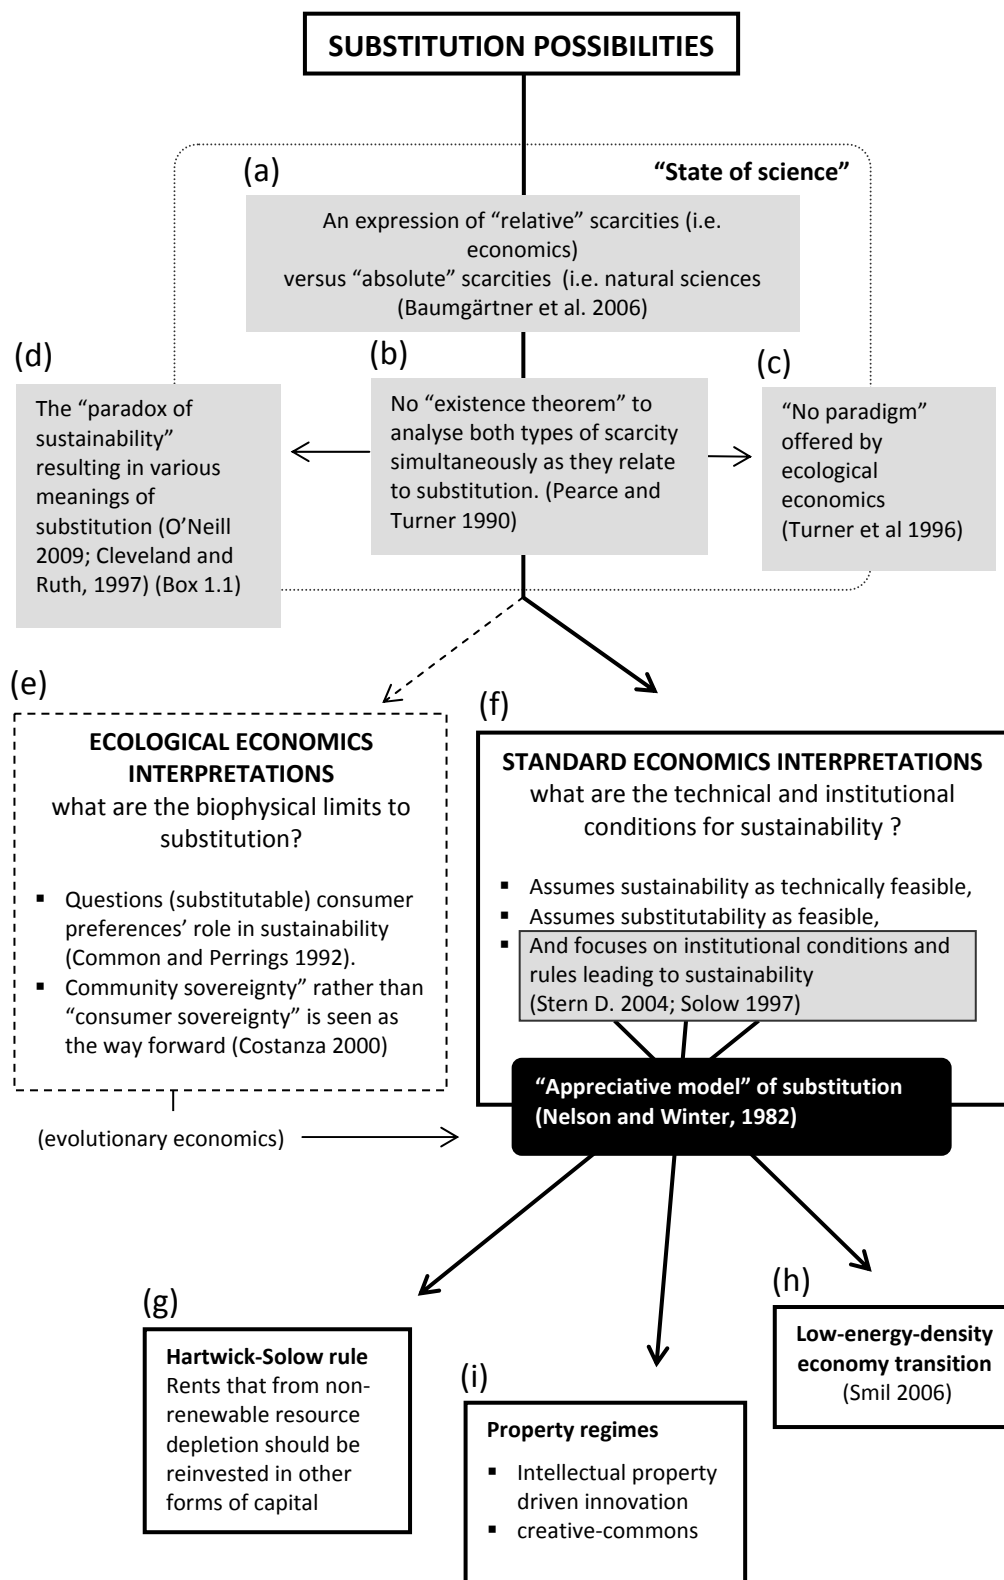 SUBSTITUTION POSSIBILITIES
“State of science”
(a)
An expression of “relative” scarcities (i.e.
economics)
versus “absolute” scarcities (i.e. natural sciences
(Baumgärtner et al. 2006)
(d)
The “paradox of
sustainability”
resulting in various
meanings of
substitution (O’Neill
2009; Cleveland and
Ruth, 1997) (Box 1.1)
(b)
No “existence theorem” to
analyse both types of scarcity
simultaneously as they relate
to substitution. (Pearce and
Turner 1990)
(c)
“No paradigm”
offered by
ecological
economics
(Turner et al 1996)
(e)
ECOLOGICAL ECONOMICS
INTERPRETATIONS
what are the biophysical limits to
substitution?
▪ Questions (substitutable) consumer
preferences’ role in sustainability
(Common and Perrings 1992).
▪ Community sovereignty” rather than
“consumer sovereignty” is seen as
the way forward (Costanza 2000)
(f)
STANDARD ECONOMICS INTERPRETATIONS
what are the technical and institutional
conditions for sustainability ?
▪ Assumes sustainability as technically feasible,
▪ Assumes substitutability as feasible,
▪ And focuses on institutional conditions and
rules leading to sustainability
(Stern D. 2004; Solow 1997)
“Appreciative model” of substitution
(Nelson and Winter, 1982)
(evolutionary economics)
(g)
Hartwick-Solow rule
Rents that from non-
renewable resource
depletion should be
reinvested in other
forms of capital
(i)
Property regimes
▪ Intellectual property
driven innovation
▪ creative-commons
(h)
Low-energy-density
economy transition
(Smil 2006)